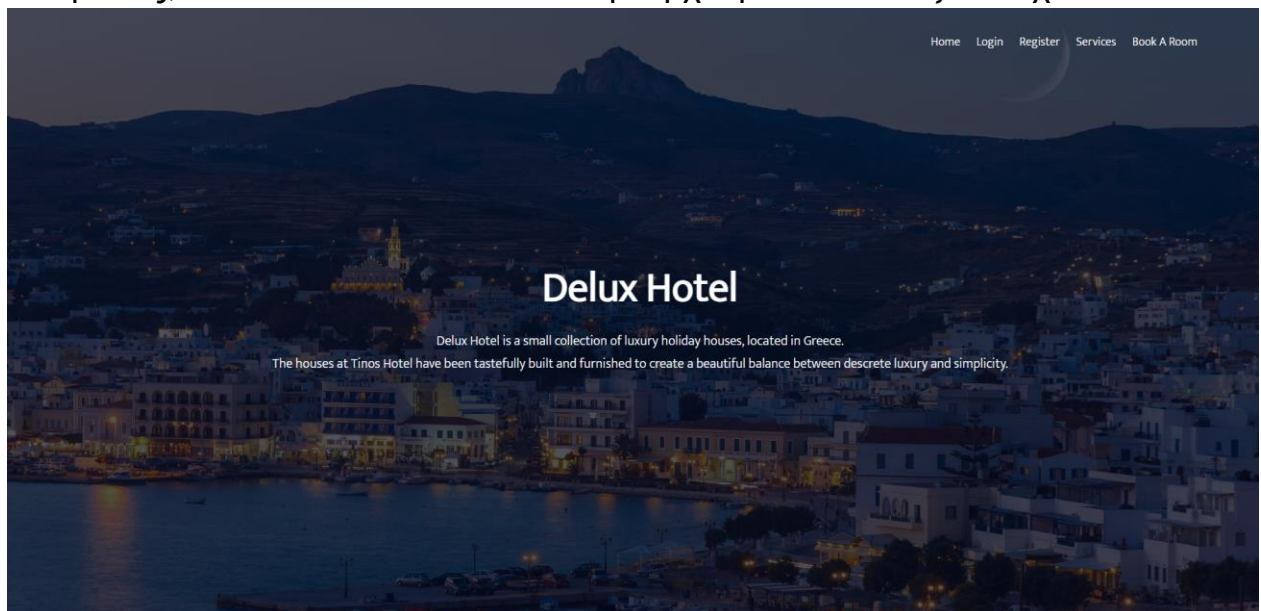 Home Login Register Services Book A Room
Delux Hotel
Delux Hotel is a small collection of luxury holiday houses, located in Greece.
The houses at Tinos Hotel have been tastefully built and furnished to create a beautiful balance between descrete luxury and simplicity.